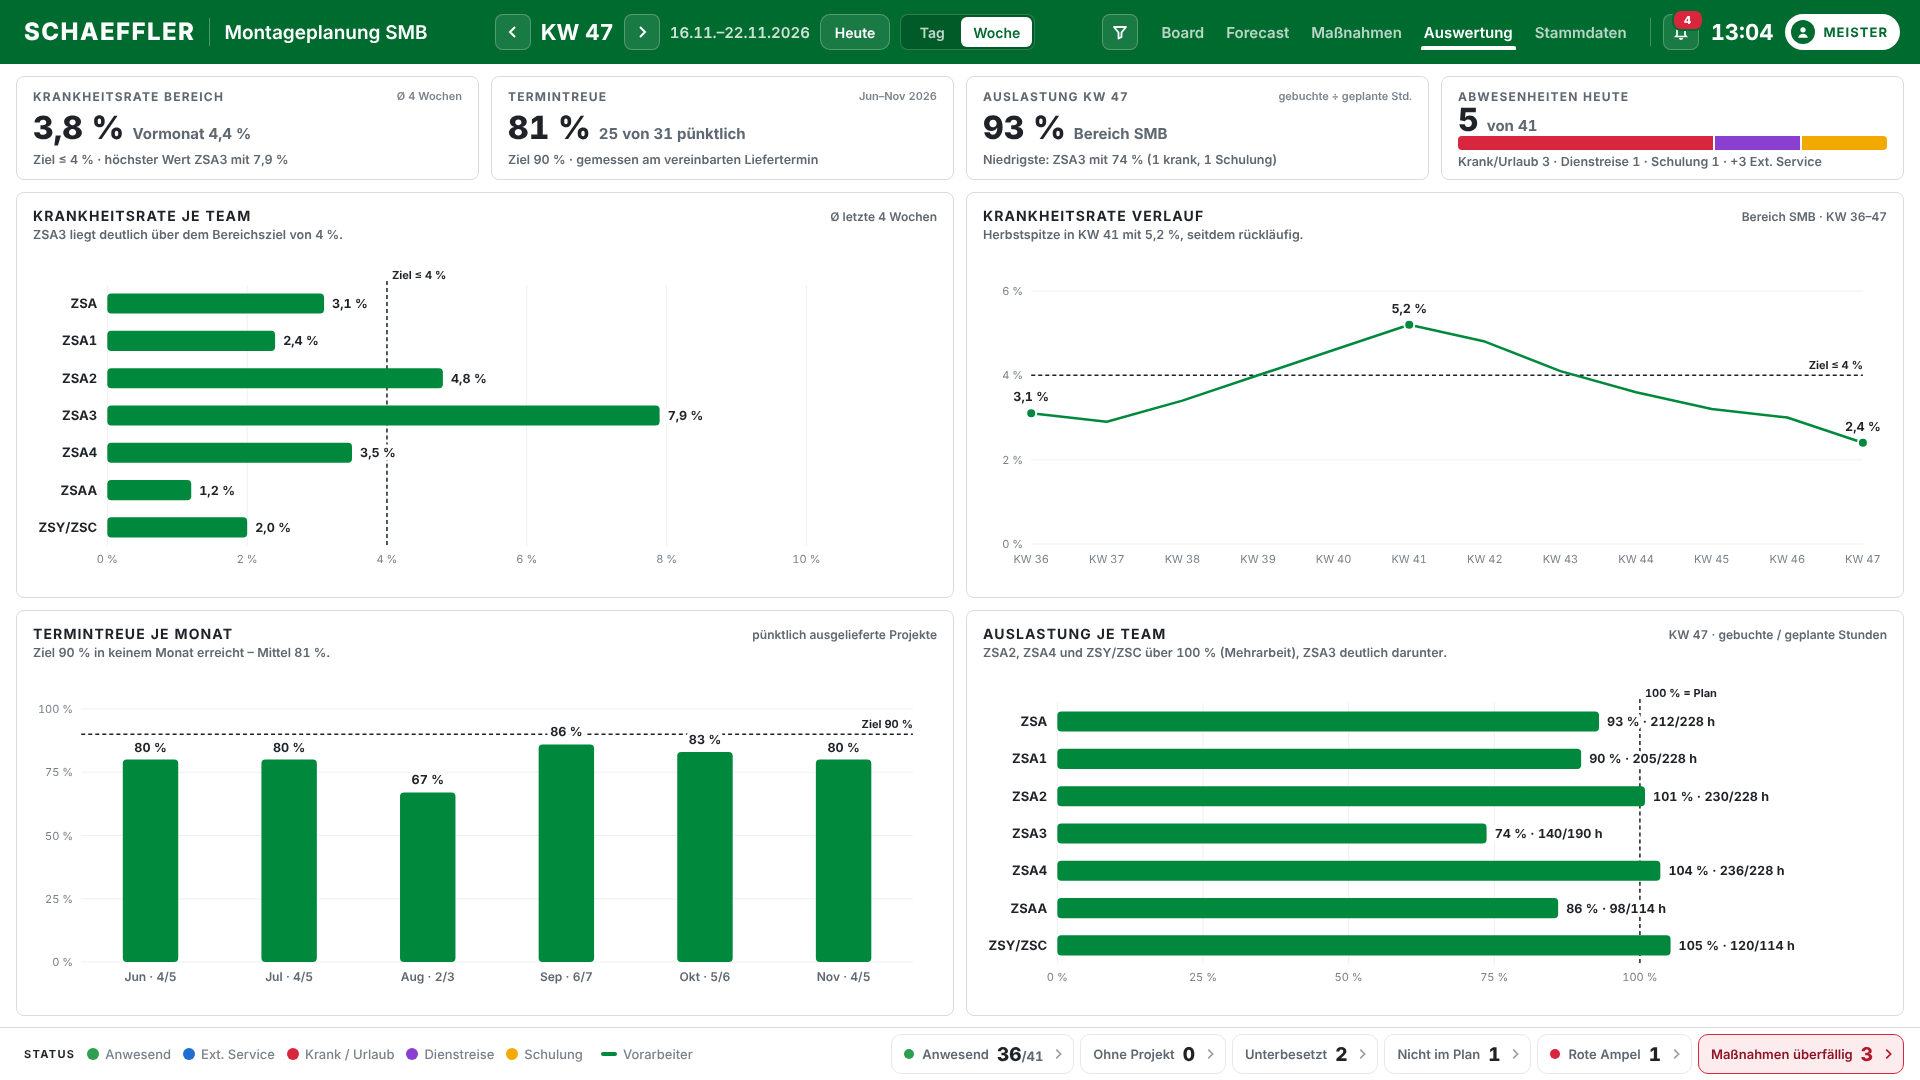 SCHAEFFLER
Montageplanung SMB
KW 47
16.11.–22.11.2026
Heute
Tag
Woche
Board
Forecast
Maßnahmen
Auswertung
Stammdaten
4
13:04
MEISTER
KRANKHEITSRATE BEREICH
Ø 4 Wochen
3,8 % Vormonat 4,4 %
Ziel ≤ 4 % · höchster Wert ZSA3 mit 7,9 %
TERMINTREUE
Jun–Nov 2026
81 % 25 von 31 pünktlich
Ziel 90 % · gemessen am vereinbarten Liefertermin
AUSLASTUNG KW 47
gebuchte ÷ geplante Std.
93 % Bereich SMB
Niedrigste: ZSA3 mit 74 % (1 krank, 1 Schulung)
ABWESENHEITEN HEUTE
5 von 41
Krank/Urlaub 3 · Dienstreise 1 · Schulung 1 · +3 Ext. Service
KRANKHEITSRATE JE TEAM
Ø letzte 4 Wochen
ZSA3 liegt deutlich über dem Bereichsziel von 4 %.
Ziel ≤ 4 %
ZSA 3,1 %
ZSA1 2,4 %
ZSA2 4,8 %
ZSA3 7,9 %
ZSA4 3,5 %
ZSAA 1,2 %
ZSY/ZSC 2,0 %
0 % 2 % 4 % 6 % 8 % 10 %
KRANKHEITSRATE VERLAUF
Bereich SMB · KW 36–47
Herbstspitze in KW 41 mit 5,2 %, seitdem rückläufig.
6 %
5,2 %
Ziel ≤ 4 %
4 %
3,1 %
2,4 %
2 %
0 %
KW 36 KW 37 KW 38 KW 39 KW 40 KW 41 KW 42 KW 43 KW 44 KW 45 KW 46 KW 47
TERMINTREUE JE MONAT
pünktlich ausgelieferte Projekte
Ziel 90 % in keinem Monat erreicht – Mittel 81 %.
100 %
Ziel 90 %
80 % 80 % 67 % 86 % 83 % 80 %
75 %
50 %
25 %
0 %
Jun · 4/5 Jul · 4/5 Aug · 2/3 Sep · 6/7 Okt · 5/6 Nov · 4/5
AUSLASTUNG JE TEAM
KW 47 · gebuchte / geplante Stunden
ZSA2, ZSA4 und ZSY/ZSC über 100 % (Mehrarbeit), ZSA3 deutlich darunter.
100 % = Plan
ZSA 93 % · 212/228 h
ZSA1 90 % · 205/228 h
ZSA2 101 % · 230/228 h
ZSA3 74 % · 140/190 h
ZSA4 104 % · 236/228 h
ZSAA 86 % · 98/114 h
ZSY/ZSC 105 % · 120/114 h
0 % 25 % 50 % 75 % 100 %
STATUS Anwesend Ext. Service Krank / Urlaub Dienstreise Schulung Vorarbeiter
Anwesend 36/41
Ohne Projekt 0
Unterbesetzt 2
Nicht im Plan 1
Rote Ampel 1
Maßnahmen überfällig 3